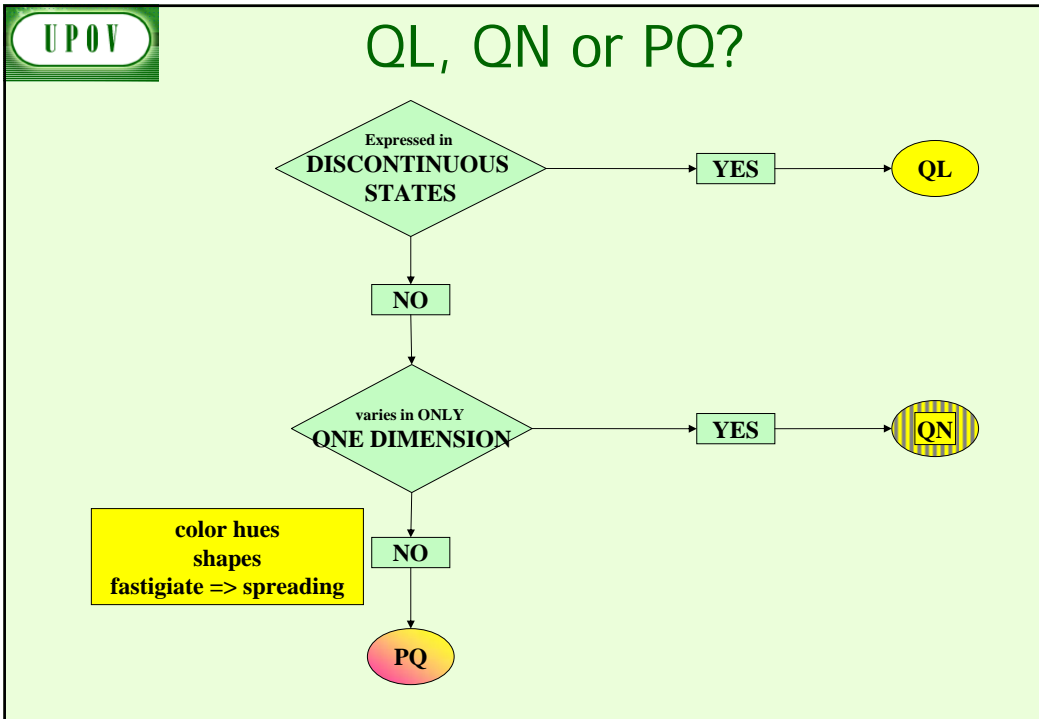 UPOV
QL, QN or PQ?
Expressed in
DISCONTINUOUS
STATES
YES
QL
NO
varies in ONLY
ONE DIMENSION
YES
QN
color hues
shapes
fastigiate => spreading
NO
PQ